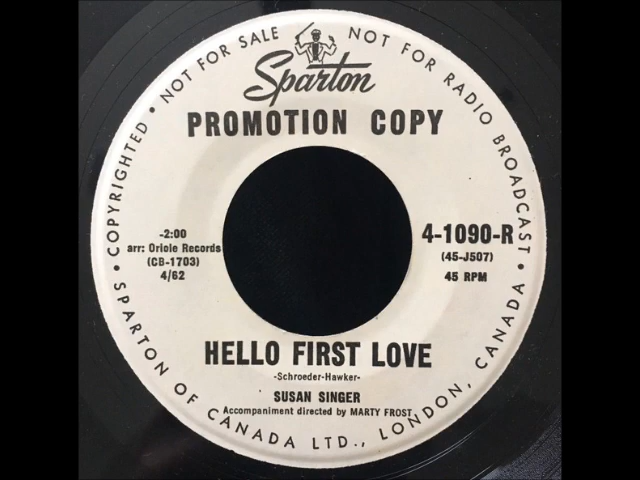 COPYRIGHTED • NOT FOR SALE NOT FOR RADIO BROADCAST •
Sparton
PROMOTION COPY
-2:00
arr: Oriole Records
(CB-1703)
4/62
4-1090-R
(45-J507)
45 RPM
HELLO FIRST LOVE
-Schroeder-Hawker-
SUSAN SINGER
Accompaniment directed by MARTY FROST
• SPARTON OF CANADA LTD., LONDON, CANADA •